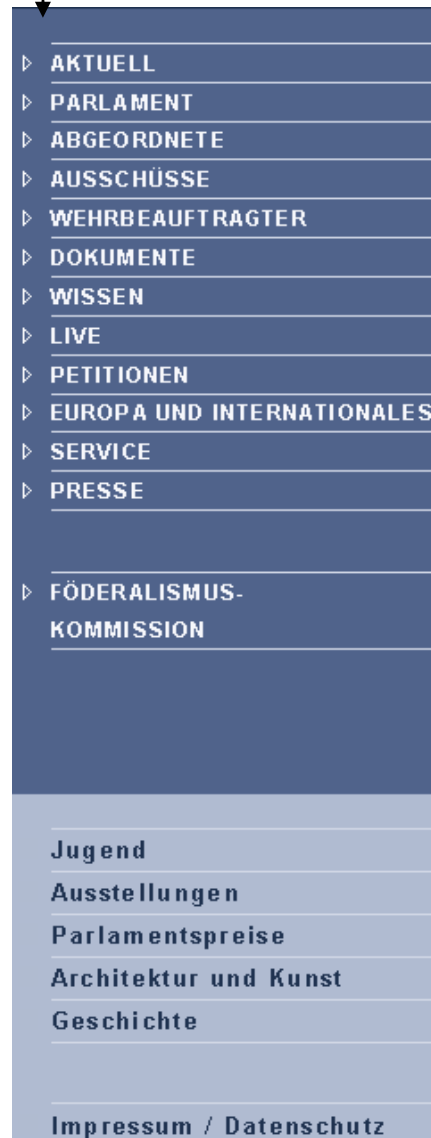 AKTUELL
PARLAMENT
ABGEORDNETE
AUSSCHÜSSE
WEHRBEAUFTRAGTER
DOKUMENTE
WISSEN
LIVE
PETITIONEN
EUROPA UND INTERNATIONALES
SERVICE
PRESSE
FÖDERALISMUS-
KOMMISSION
Jugend
Ausstellungen
Parlamentspreise
Architektur und Kunst
Geschichte
Impressum / Datenschutz